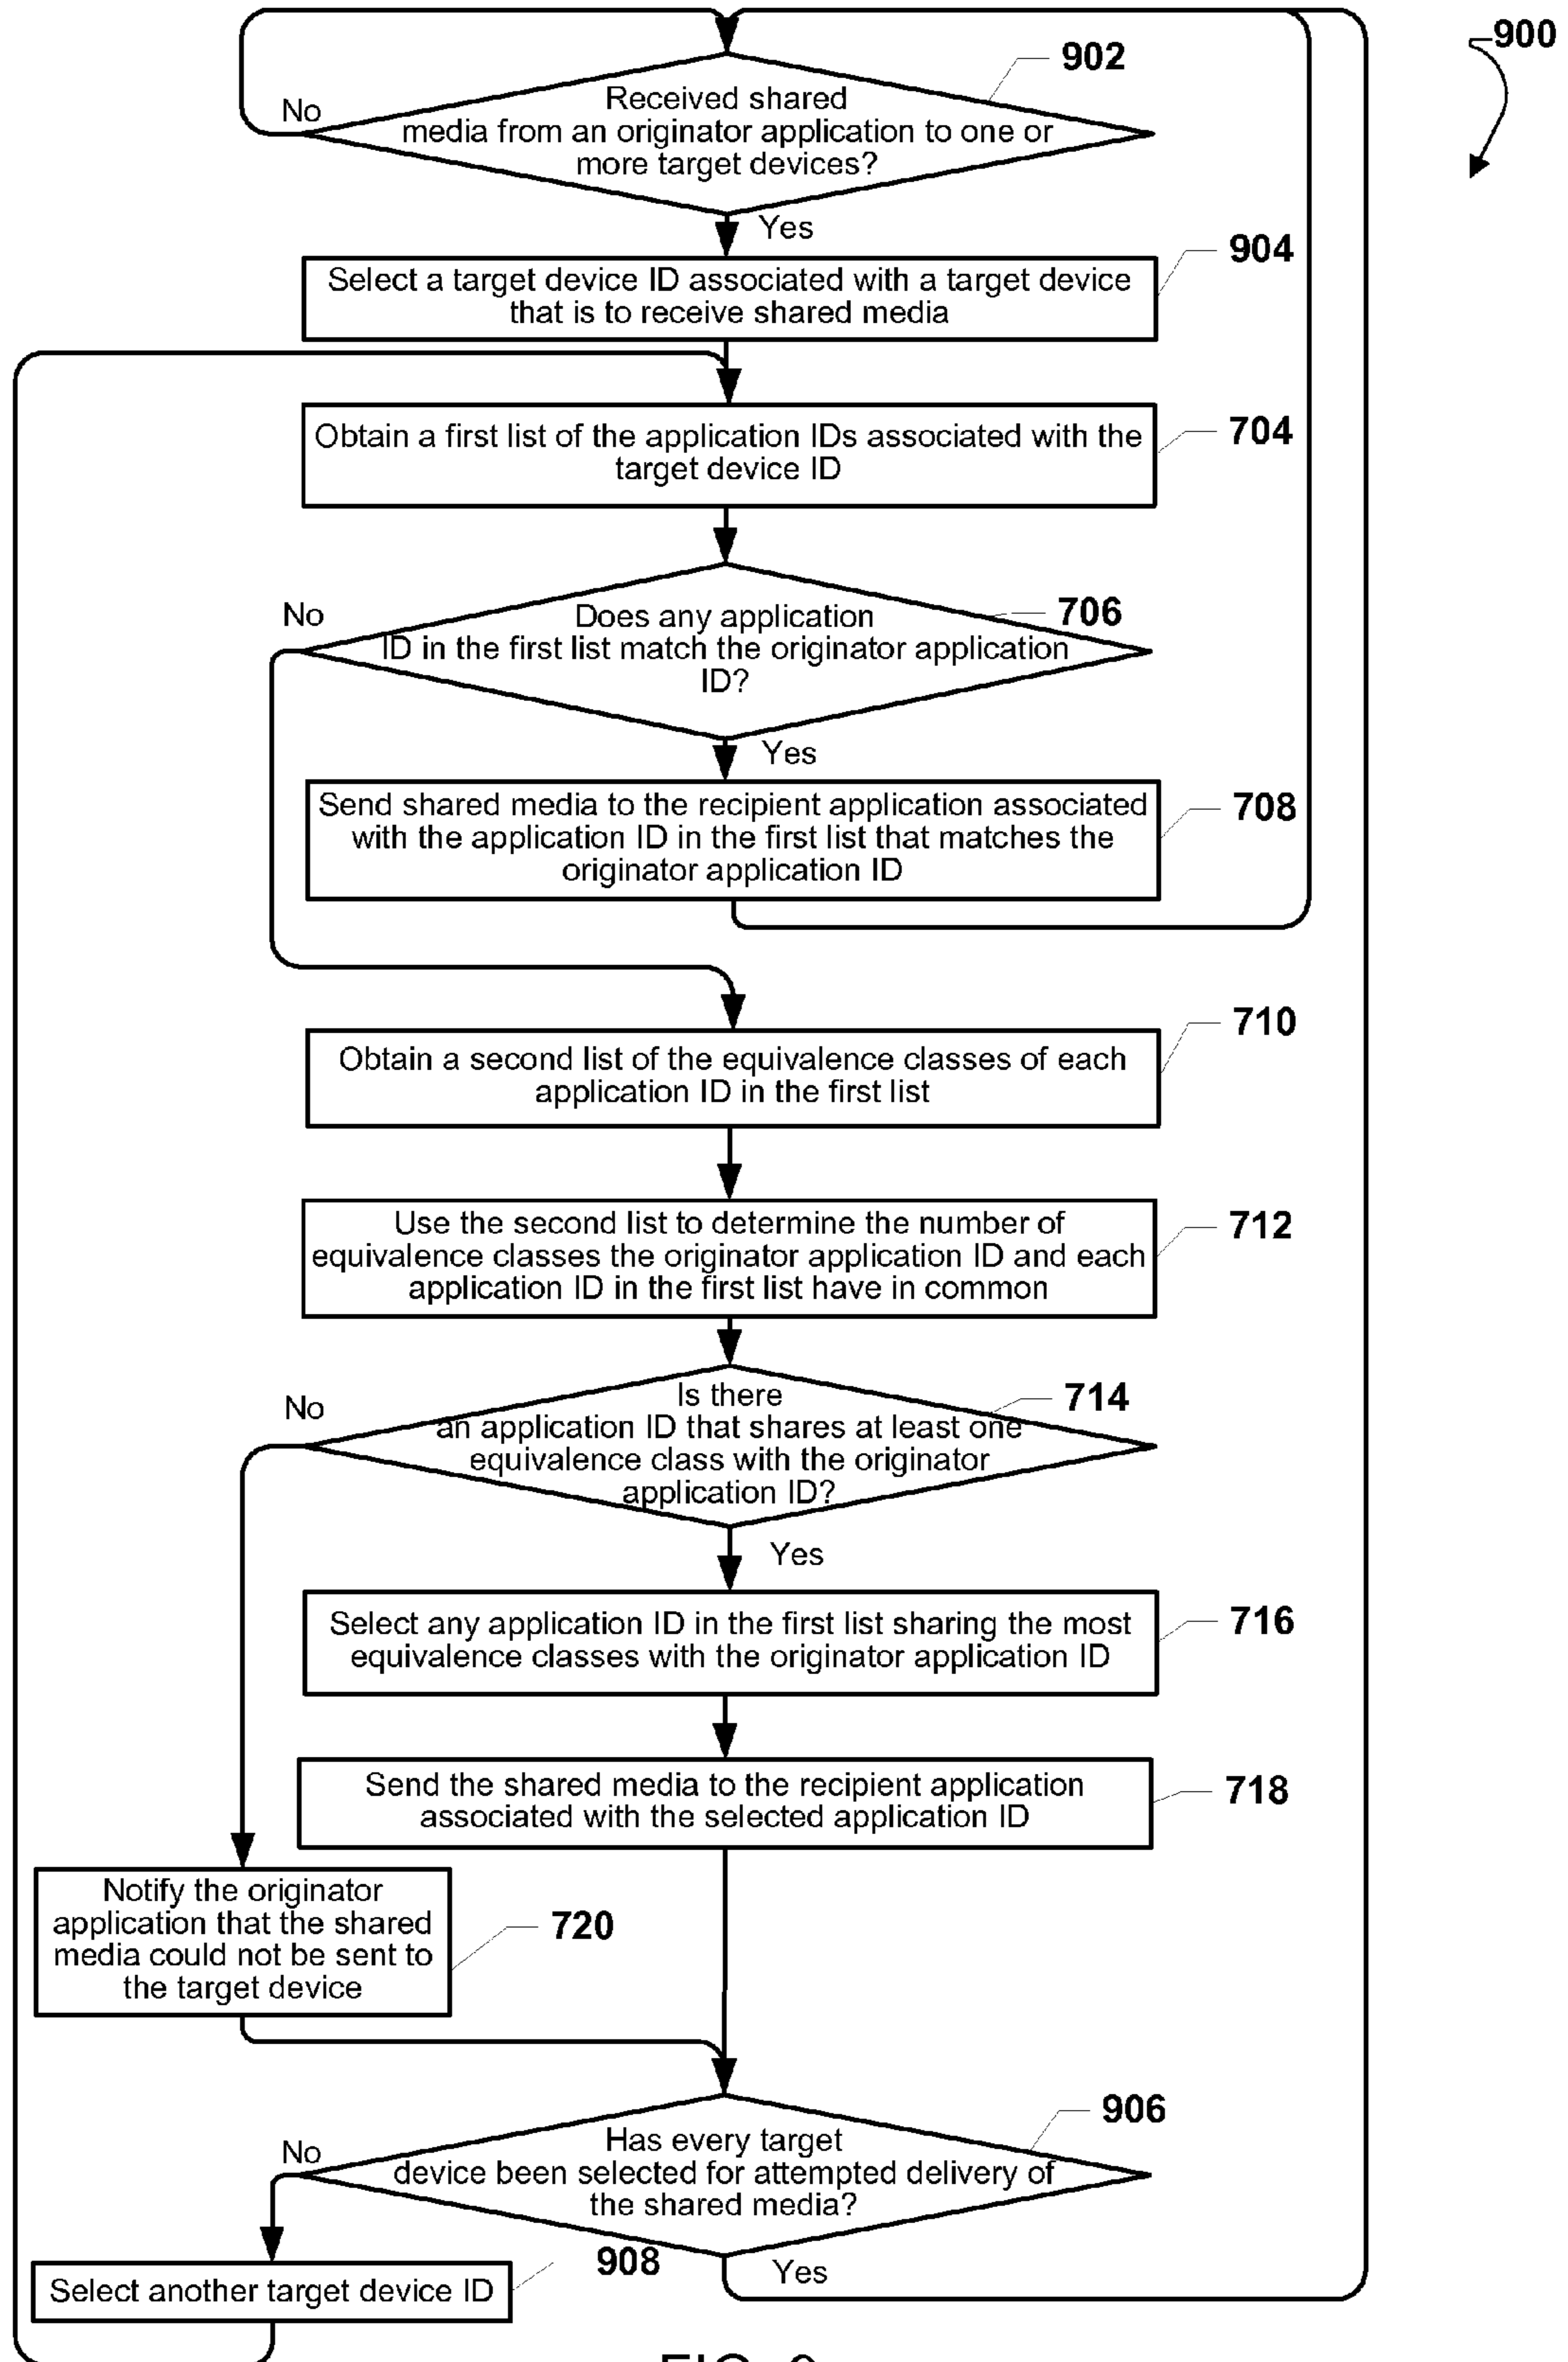 900
902
No
Received shared
media from an originator application to one or
more target devices?
Yes
904
Select a target device ID associated with a target device
that is to receive shared media
704
Obtain a first list of the application IDs associated with the
target device ID
No
706
Does any application
ID in the first list match the originator application
ID?
Yes
708
Send shared media to the recipient application associated
with the application ID in the first list that matches the
originator application ID
710
Obtain a second list of the equivalence classes of each
application ID in the first list
712
Use the second list to determine the number of
equivalence classes the originator application ID and each
application ID in the first list have in common
No
714
Is there
an application ID that shares at least one
equivalence class with the originator
application ID?
Yes
716
Select any application ID in the first list sharing the most
equivalence classes with the originator application ID
718
Send the shared media to the recipient application
associated with the selected application ID
Notify the originator
application that the shared
media could not be sent to
the target device
720
906
No
Has every target
device been selected for attempted delivery of
the shared media?
908
Yes
Select another target device ID